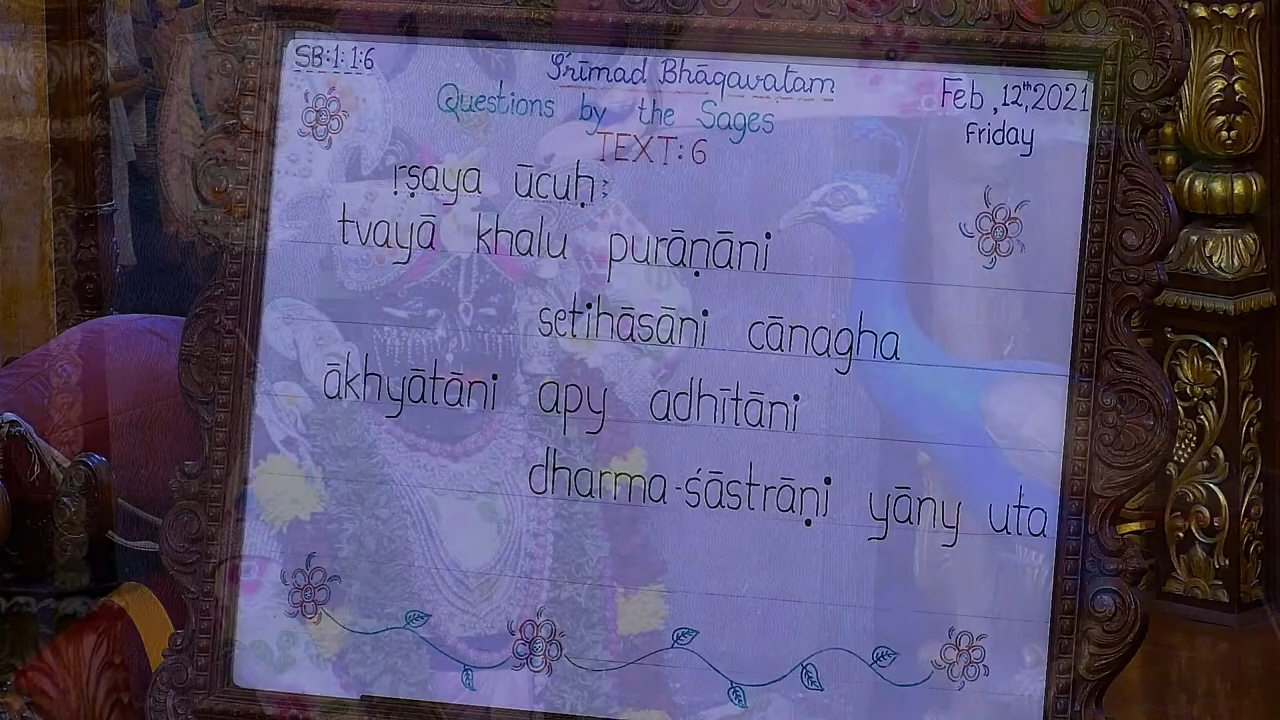 SB:1:1:6
Śrīmad Bhāgavatam
Feb, 12th, 2021
Questions by the Sages
Friday
TEXT: 6
ṛṣaya ūcuḥ:
tvayā khalu purāṇāni
setihāsāni cānagha
ākhyātāni apy adhītāni
dharma-śāstrāṇi yāny uta